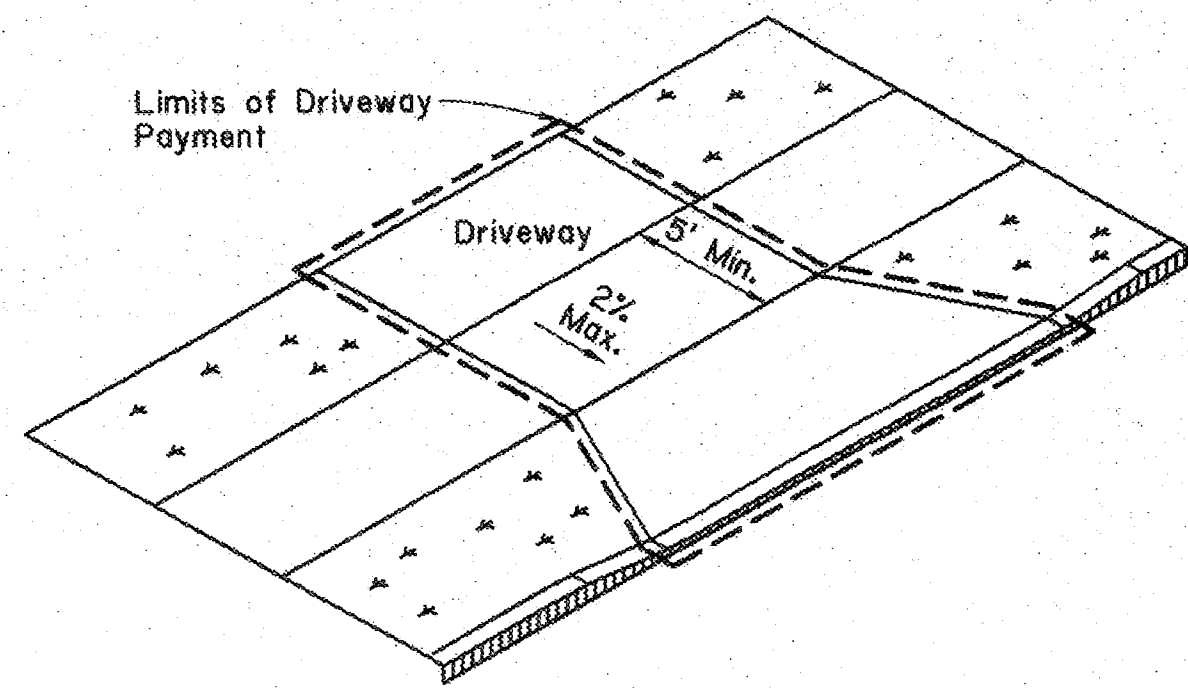 Limits of Driveway
Payment
Driveway
5' Min.
2%
Max.